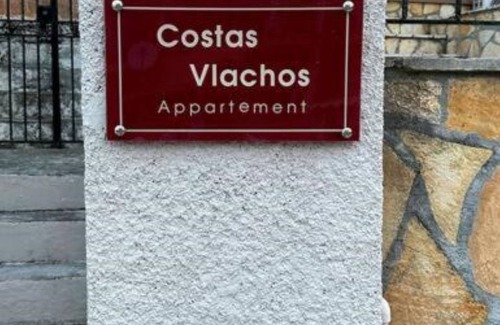 Costas
Vlachos
Appartement